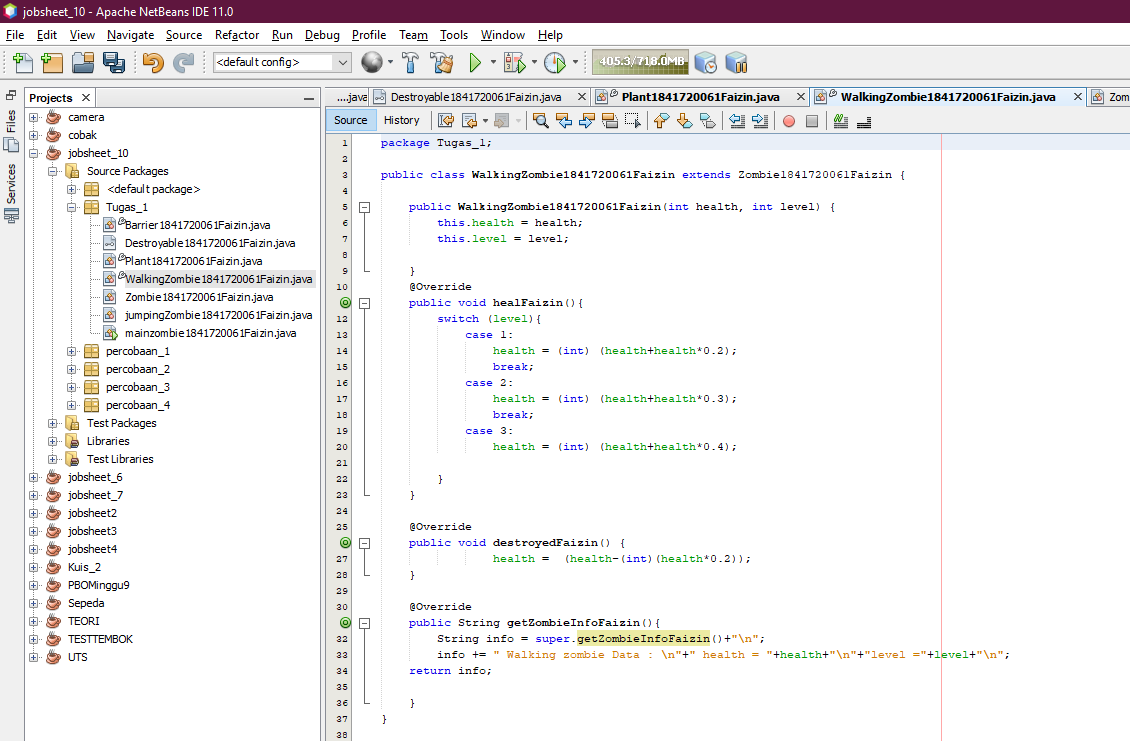 jobsheet_10 - Apache NetBeans IDE 11.0
File Edit View Navigate Source Refactor Run Debug Profile Team Tools Window Help
<default config> 405.3/718.0MB
Files
Services
Projects
camera
cobak
jobsheet_10
Source Packages
<default package>
Tugas_1
Barrier1841720061Faizin.java
Destroyable1841720061Faizin.java
Plant1841720061Faizin.java
WalkingZombie1841720061Faizin.java
Zombie1841720061Faizin.java
jumpingZombie1841720061Faizin.java
mainzombie1841720061Faizin.java
percobaan_1
percobaan_2
percobaan_3
percobaan_4
Test Packages
Libraries
Test Libraries
jobsheet_6
jobsheet_7
jobsheet2
jobsheet3
jobsheet4
Kuis_2
PBOMinggu9
Sepeda
TEORI
TESTTEMBOK
UTS
....java Destroyable1841720061Faizin.java Plant1841720061Faizin.java WalkingZombie1841720061Faizin.java Zom
Source History
1 package Tugas_1;
2
3 public class WalkingZombie1841720061Faizin extends Zombie1841720061Faizin {
4
5 public WalkingZombie1841720061Faizin(int health, int level) {
6 this.health = health;
7 this.level = level;
8
9 }
10 @Override
public void healFaizin(){
12 switch (level){
13 case 1:
14 health = (int) (health+health*0.2);
15 break;
16 case 2:
17 health = (int) (health+health*0.3);
18 break;
19 case 3:
20 health = (int) (health+health*0.4);
21
22 }
23 }
24
25 @Override
public void destroyedFaizin() {
27 health =  (health-(int)(health*0.2));
28 }
29
30 @Override
public String getZombieInfoFaizin(){
32 String info = super.getZombieInfoFaizin()+"\n";
33 info += " Walking zombie Data : \n"+" health = "+health+"\n"+"level ="+level+"\n";
34 return info;
35
36 }
37 }
38